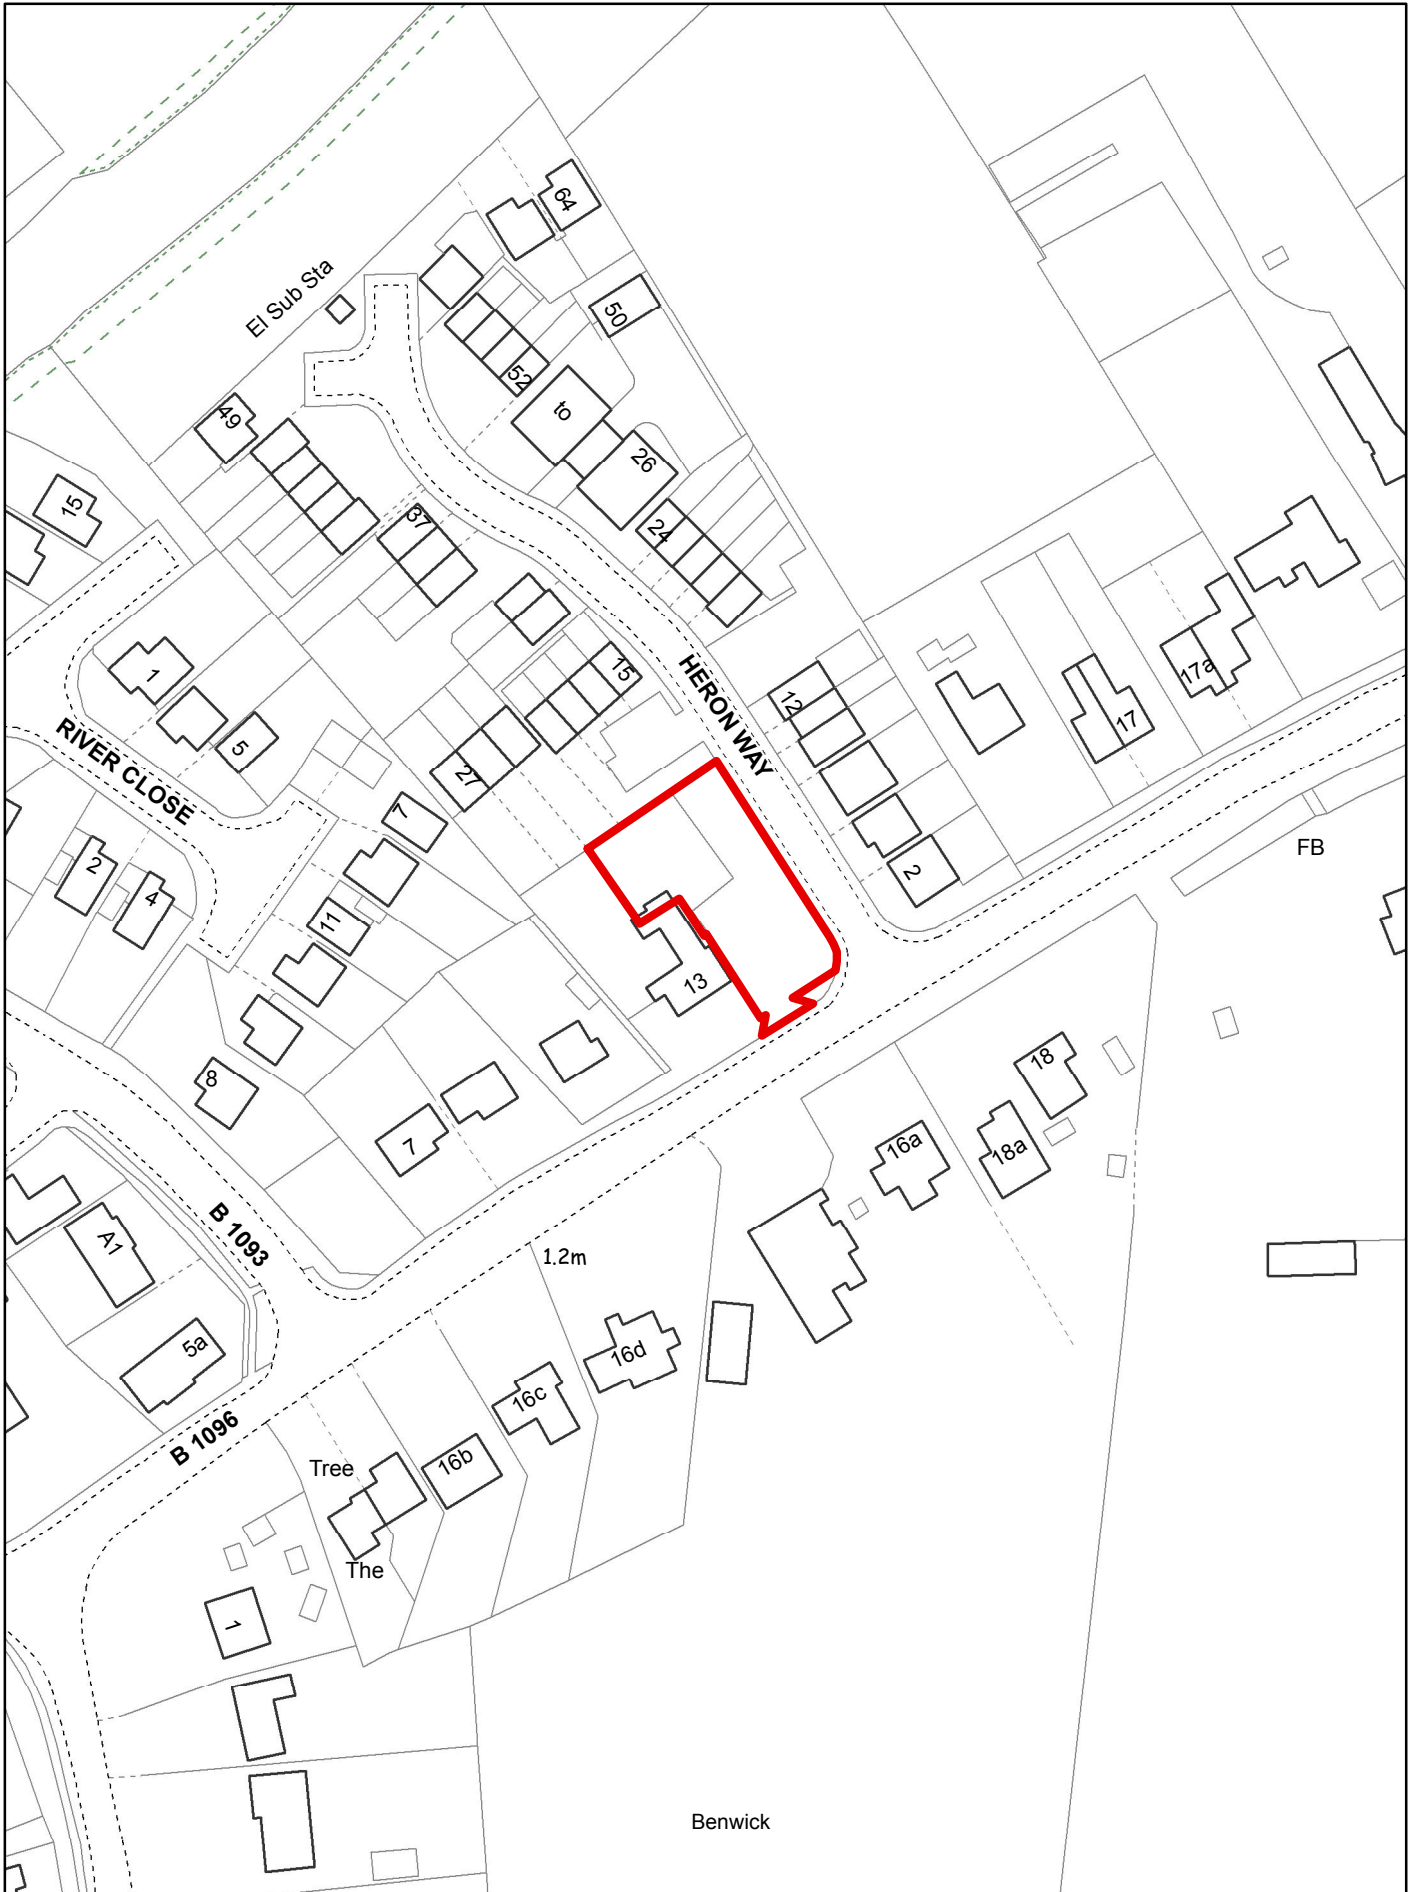 64
El Sub Sta
50
52
to
49
26
15
37
24
1
15
12
17a
17
HERON WAY
5
RIVER CLOSE
27
7
2
FB
2
4
11
13
8
18
7
16a
18a
B 1093
A1
1.2m
5a
16d
16c
B 1096
16b
Tree
The
1
Benwick